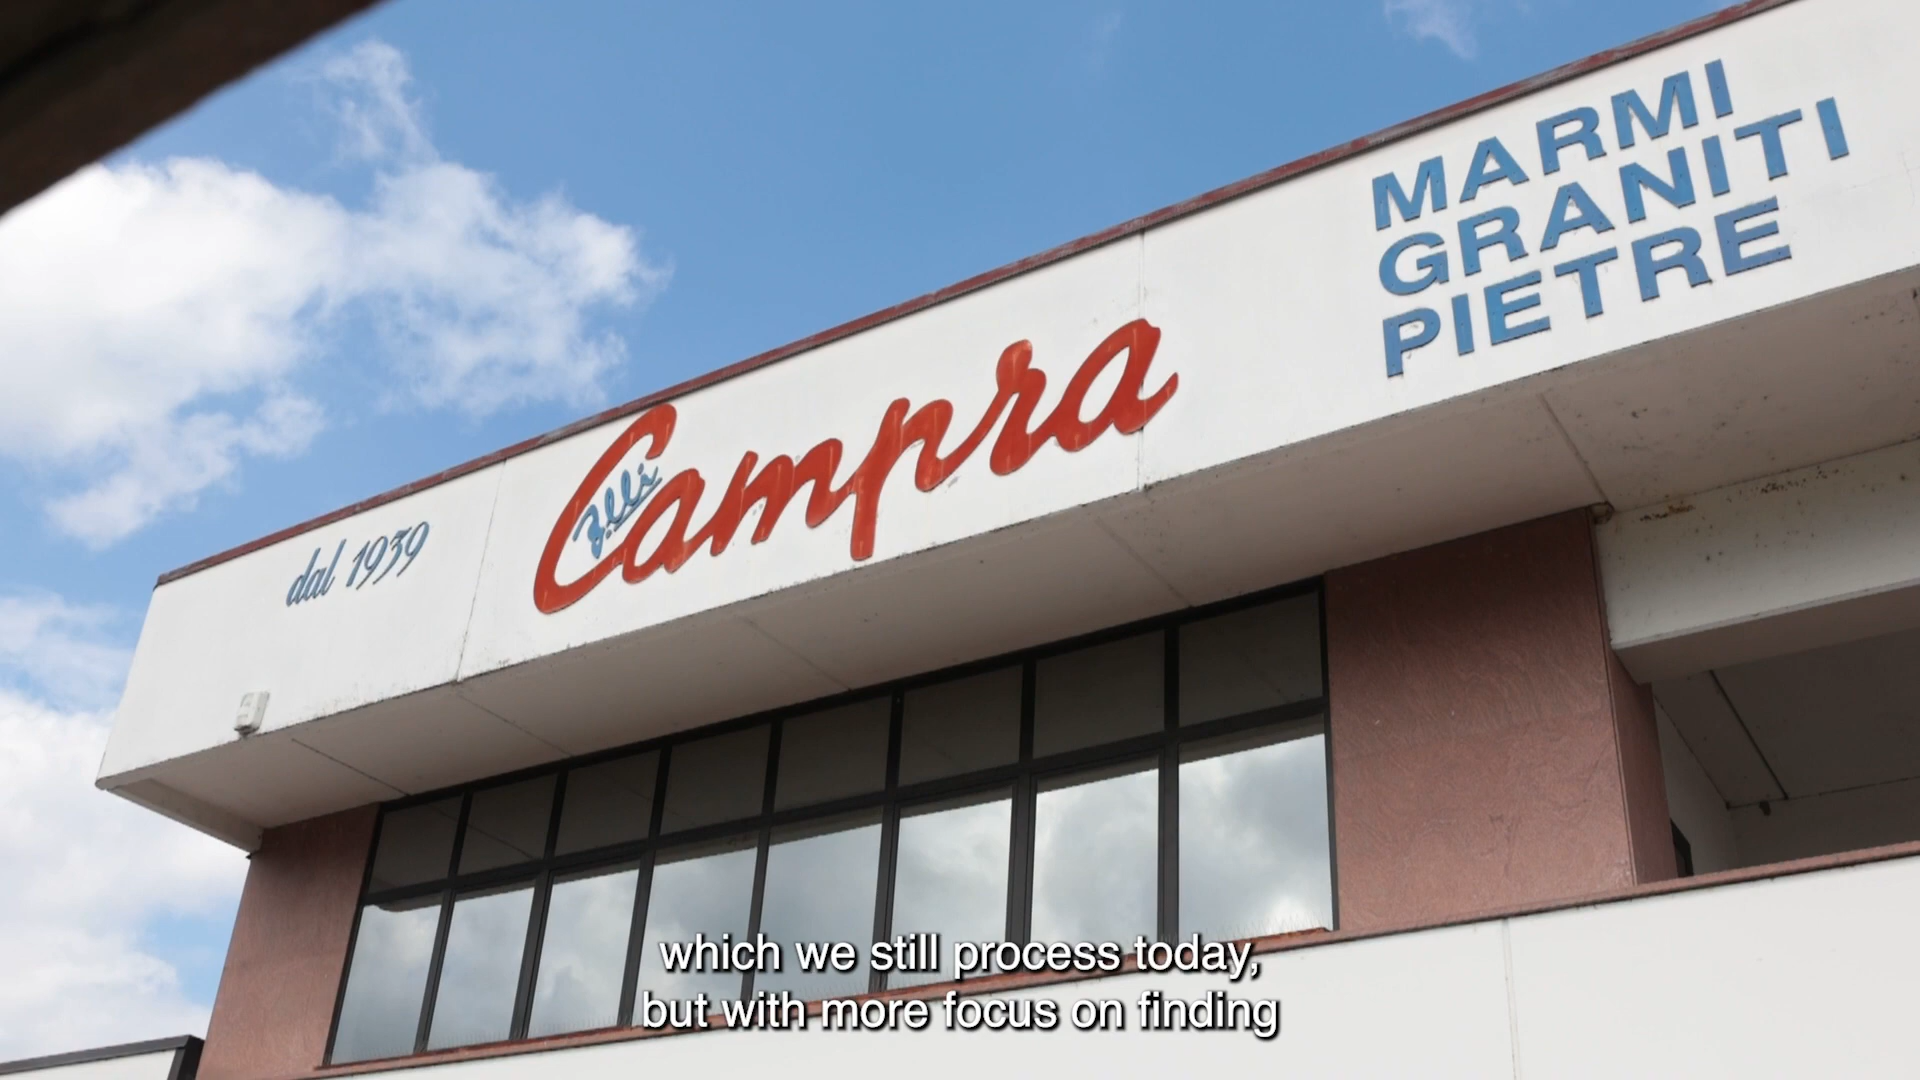 dal 1939
F.lli
Campra
MARMI
GRANITI
PIETRE
which we still process today,
but with more focus on finding